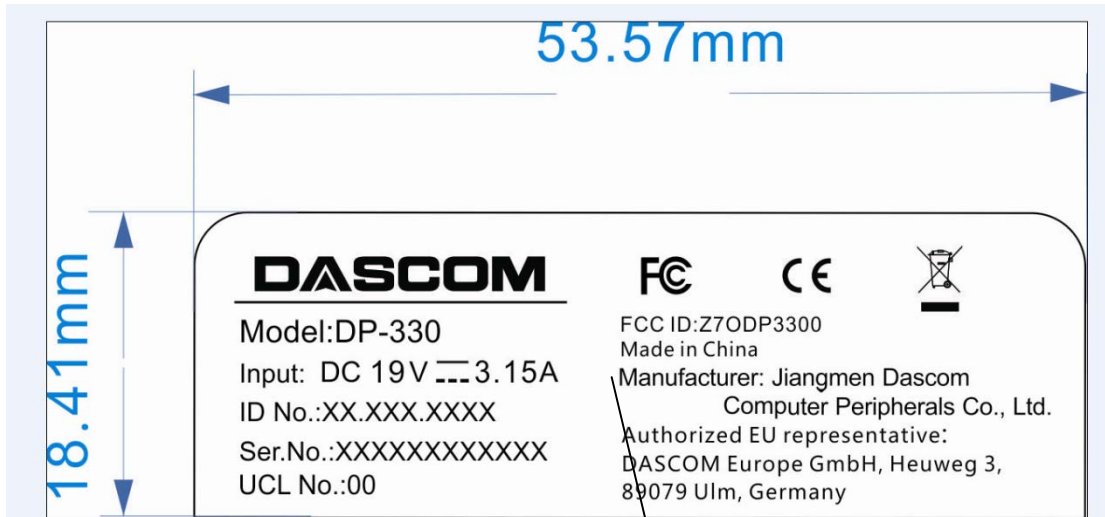 53.57mm
18.41mm
DASCOM
FC CE
Model:DP-330
Input: DC 19V 3.15A
ID No.:XX.XXX.XXXX
Ser.No.:XXXXXXXXXXXX
UCL No.:00
FCC ID:Z7ODP3300
Made in China
Manufacturer: Jiangmen Dascom
Computer Peripherals Co., Ltd.
Authorized EU representative:
DASCOM Europe GmbH, Heuweg 3,
89079 Ulm, Germany